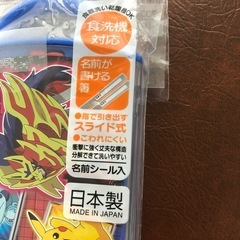 食洗機
対応
名前が
書ける
箸
●指で引き出す
スライド式
●こわれにくい
衝撃に強く丈夫な構造
分解できて洗いやすい
名前シール入
日本製
MADE IN JAPAN